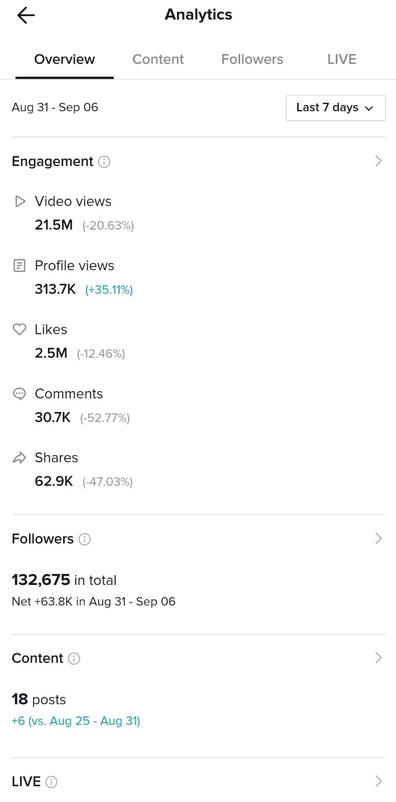 Analytics
Overview Content Followers LIVE
Aug 31 - Sep 06 Last 7 days
Engagement
Video views
21.5M (-20.63%)
Profile views
313.7K (+35.11%)
Likes
2.5M (-12.46%)
Comments
30.7K (-52.77%)
Shares
62.9K (-47.03%)
Followers
132,675 in total
Net +63.8K in Aug 31 - Sep 06
Content
18 posts
+6 (vs. Aug 25 - Aug 31)
LIVE